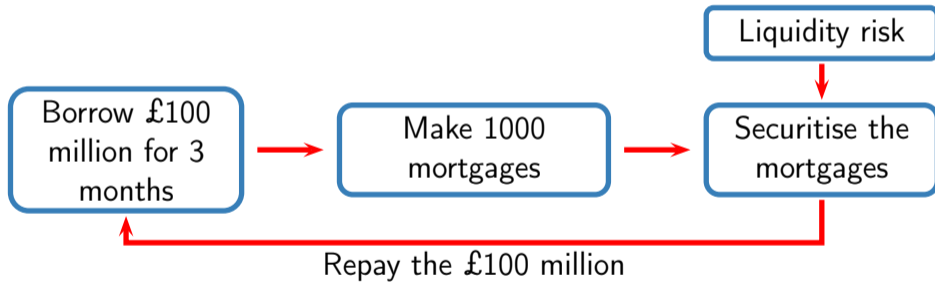 Liquidity risk
Borrow £100
million for 3
months
Make 1000
mortgages
Securitise the
mortgages
Repay the £100 million